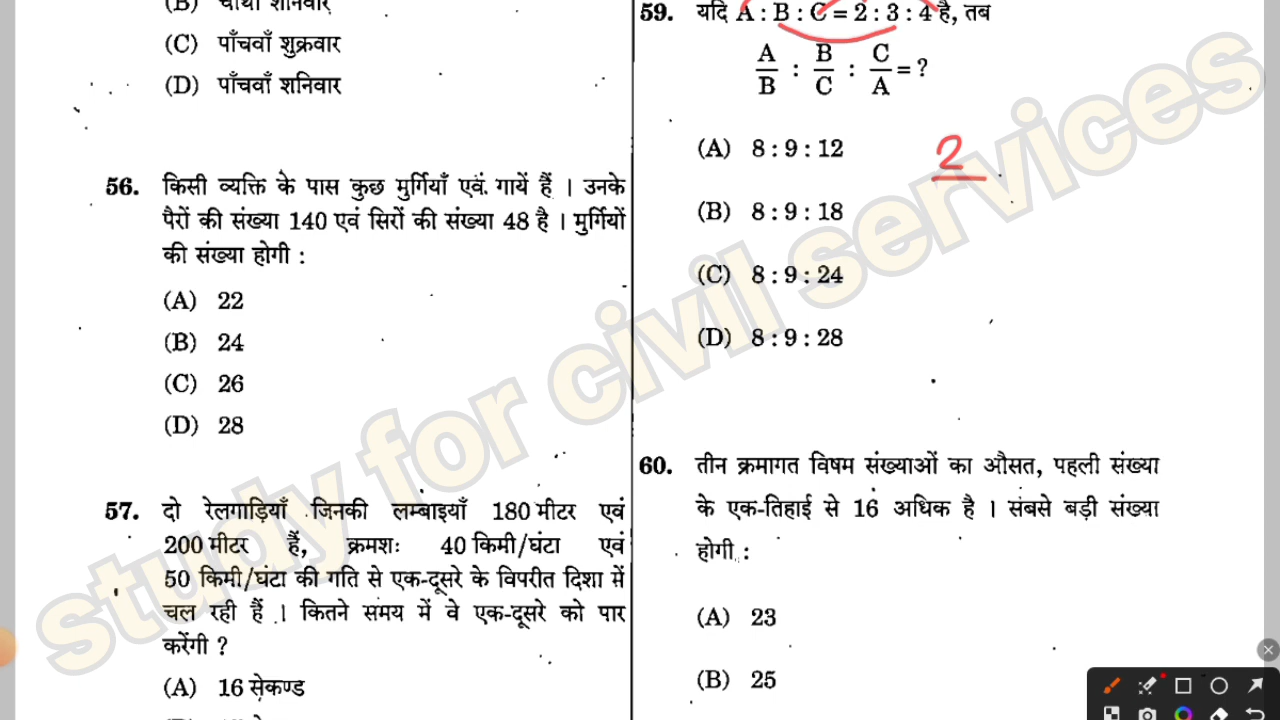 (B) चौथा शनिवार
(C) पाँचवाँ शुक्रवार
(D) पाँचवाँ शनिवार
56. किसी व्यक्ति के पास कुछ मुर्गियाँ एवं गायें हैं । उनके
पैरों की संख्या 140 एवं सिरों की संख्या 48 है । मुर्गियों
की संख्या होगी :
(A) 22
(B) 24
(C) 26
(D) 28
57. दो रेलगाड़ियाँ जिनकी लम्बाइयाँ 180 मीटर एवं
200 मीटर हैं, क्रमशः 40 किमी/घंटा एवं
50 किमी/घंटा की गति से एक-दूसरे के विपरीत दिशा में
चल रही हैं । कितने समय में वे एक-दूसरे को पार
करेंगी ?
(A) 16 सेकण्ड
59. यदि A : B : C = 2 : 3 : 4 है, तब
A/B : B/C : C/A = ?
(A) 8 : 9 : 12
2
(B) 8 : 9 : 18
(C) 8 : 9 : 24
(D) 8 : 9 : 28
60. तीन क्रमागत विषम संख्याओं का औसत, पहली संख्या
के एक-तिहाई से 16 अधिक है । सबसे बड़ी संख्या
होगी :
(A) 23
(B) 25
study for civil services